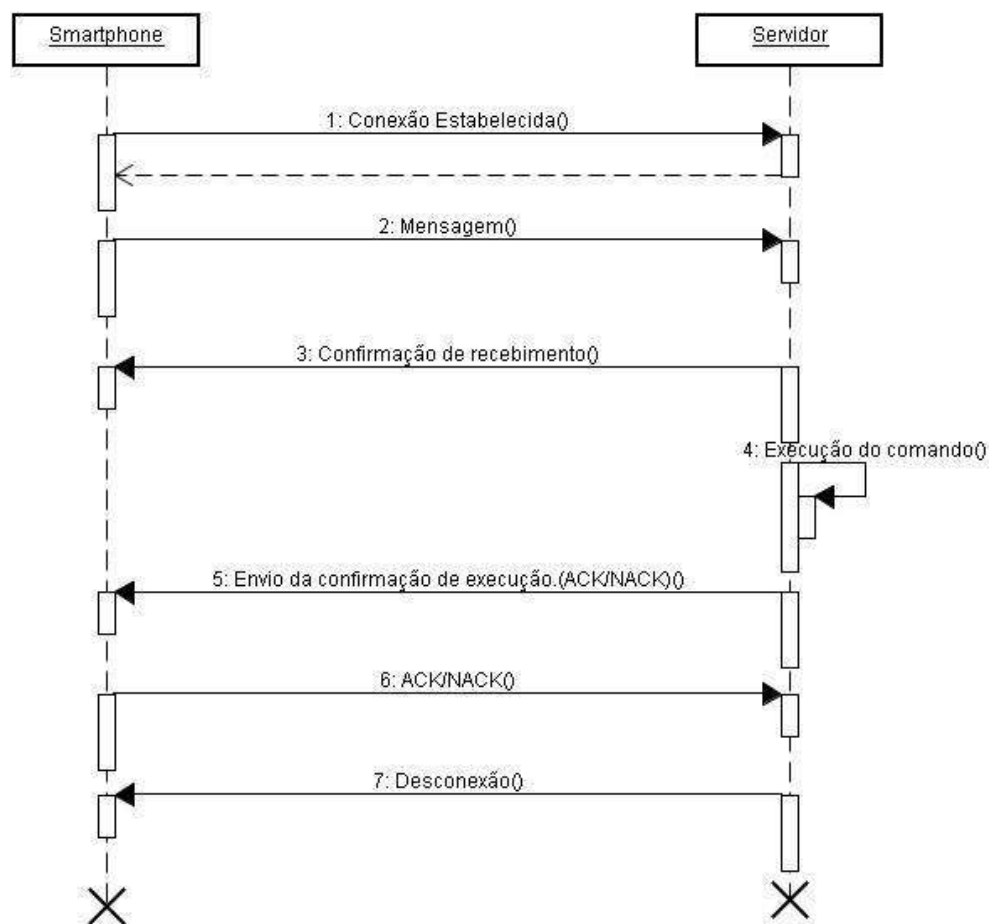 Smartphone
Servidor
1: Conexão Estabelecida()
2: Mensagem()
3: Confirmação de recebimento()
4: Execução do comando()
5: Envio da confirmação de execução.(ACK/NACK)()
6: ACK/NACK()
7: Desconexão()